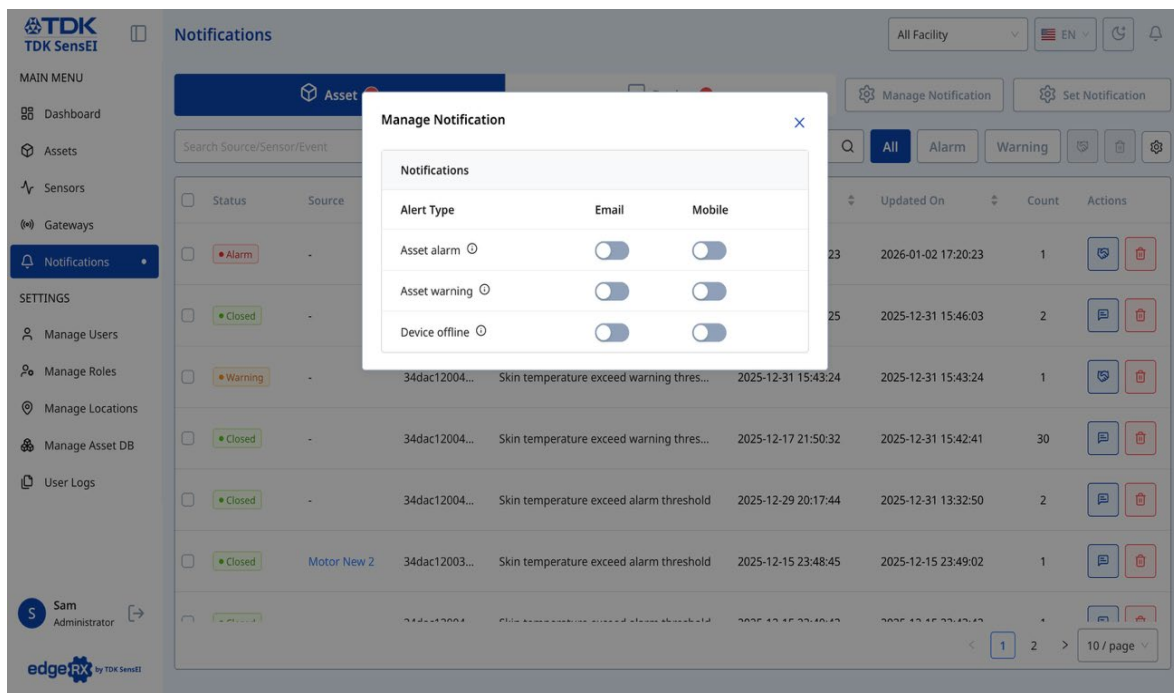 TDK
TDK SensEI
Notifications
All Facility
EN
MAIN MENU
Dashboard
Assets
Sensors
Gateways
Notifications
SETTINGS
Manage Users
Manage Roles
Manage Locations
Manage Asset DB
User Logs
S
Sam
Administrator
edgeRX by TDK SensEI
Asset
Manage Notification
Set Notification
Search Source/Sensor/Event
All
Alarm
Warning
Manage Notification
Notifications
Alert Type Email Mobile
Asset alarm
Asset warning
Device offline
Status Source Updated On Count Actions
Alarm - 23 2026-01-02 17:20:23 1
Closed - 25 2025-12-31 15:46:03 2
Warning - 34dac12004... Skin temperature exceed warning thres... 2025-12-31 15:43:24 2025-12-31 15:43:24 1
Closed - 34dac12004... Skin temperature exceed warning thres... 2025-12-17 21:50:32 2025-12-31 15:42:41 30
Closed - 34dac12004... Skin temperature exceed alarm threshold 2025-12-29 20:17:44 2025-12-31 13:32:50 2
Closed Motor New 2 34dac12003... Skin temperature exceed alarm threshold 2025-12-15 23:48:45 2025-12-15 23:49:02 1
1 2 10 / page